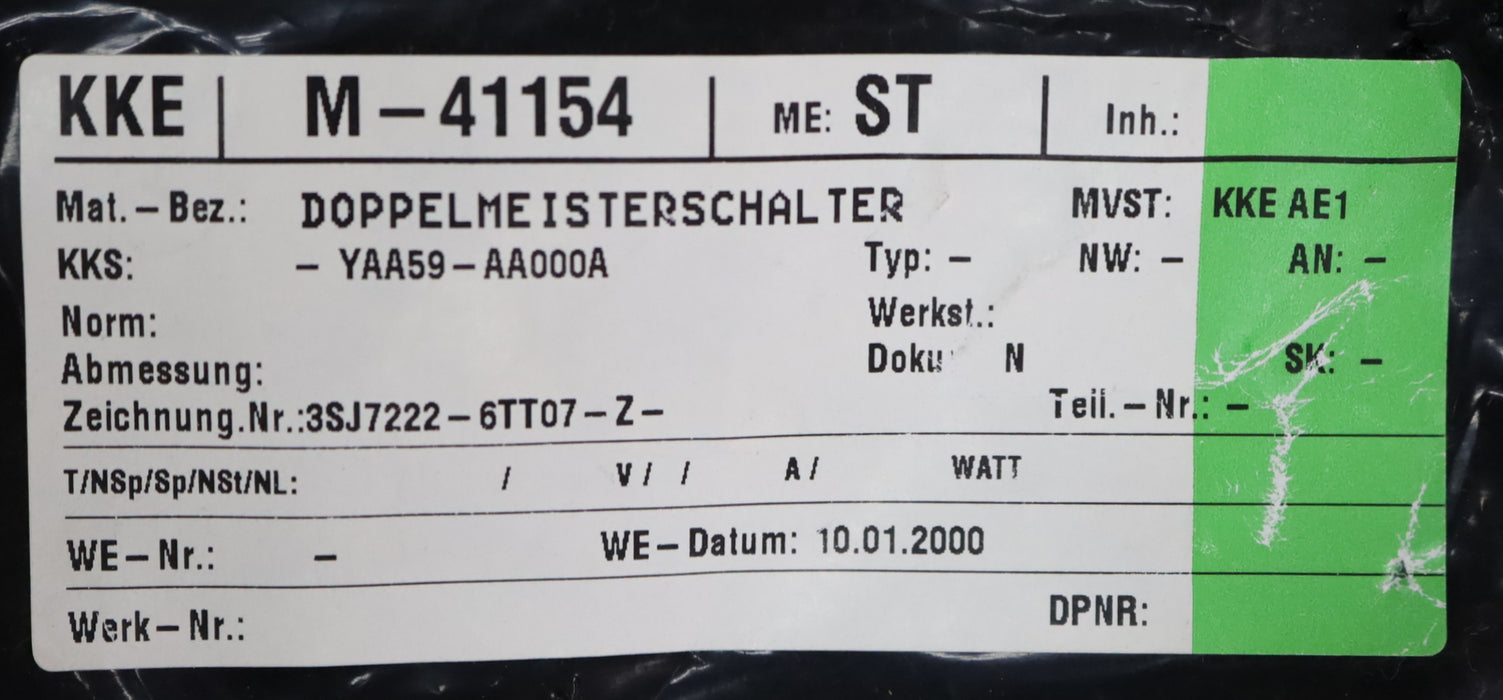 KKE M-41154 ME: ST Inh.:
Mat.-Bez.: DOPPELMEISTERSCHALTER MVST: KKE AE1
KKS: - YAA59-AA000A Typ: - NW: - AN: -
Norm: Werkst.:
Abmessung: Doku: N SK: -
Zeichnung.Nr.:3SJ7222-6TT07-Z- Teil.-Nr.: -
T/NSp/Sp/NSt/NL: / V/ / A/ WATT
WE-Nr.: - WE-Datum: 10.01.2000
Werk-Nr.: DPNR: